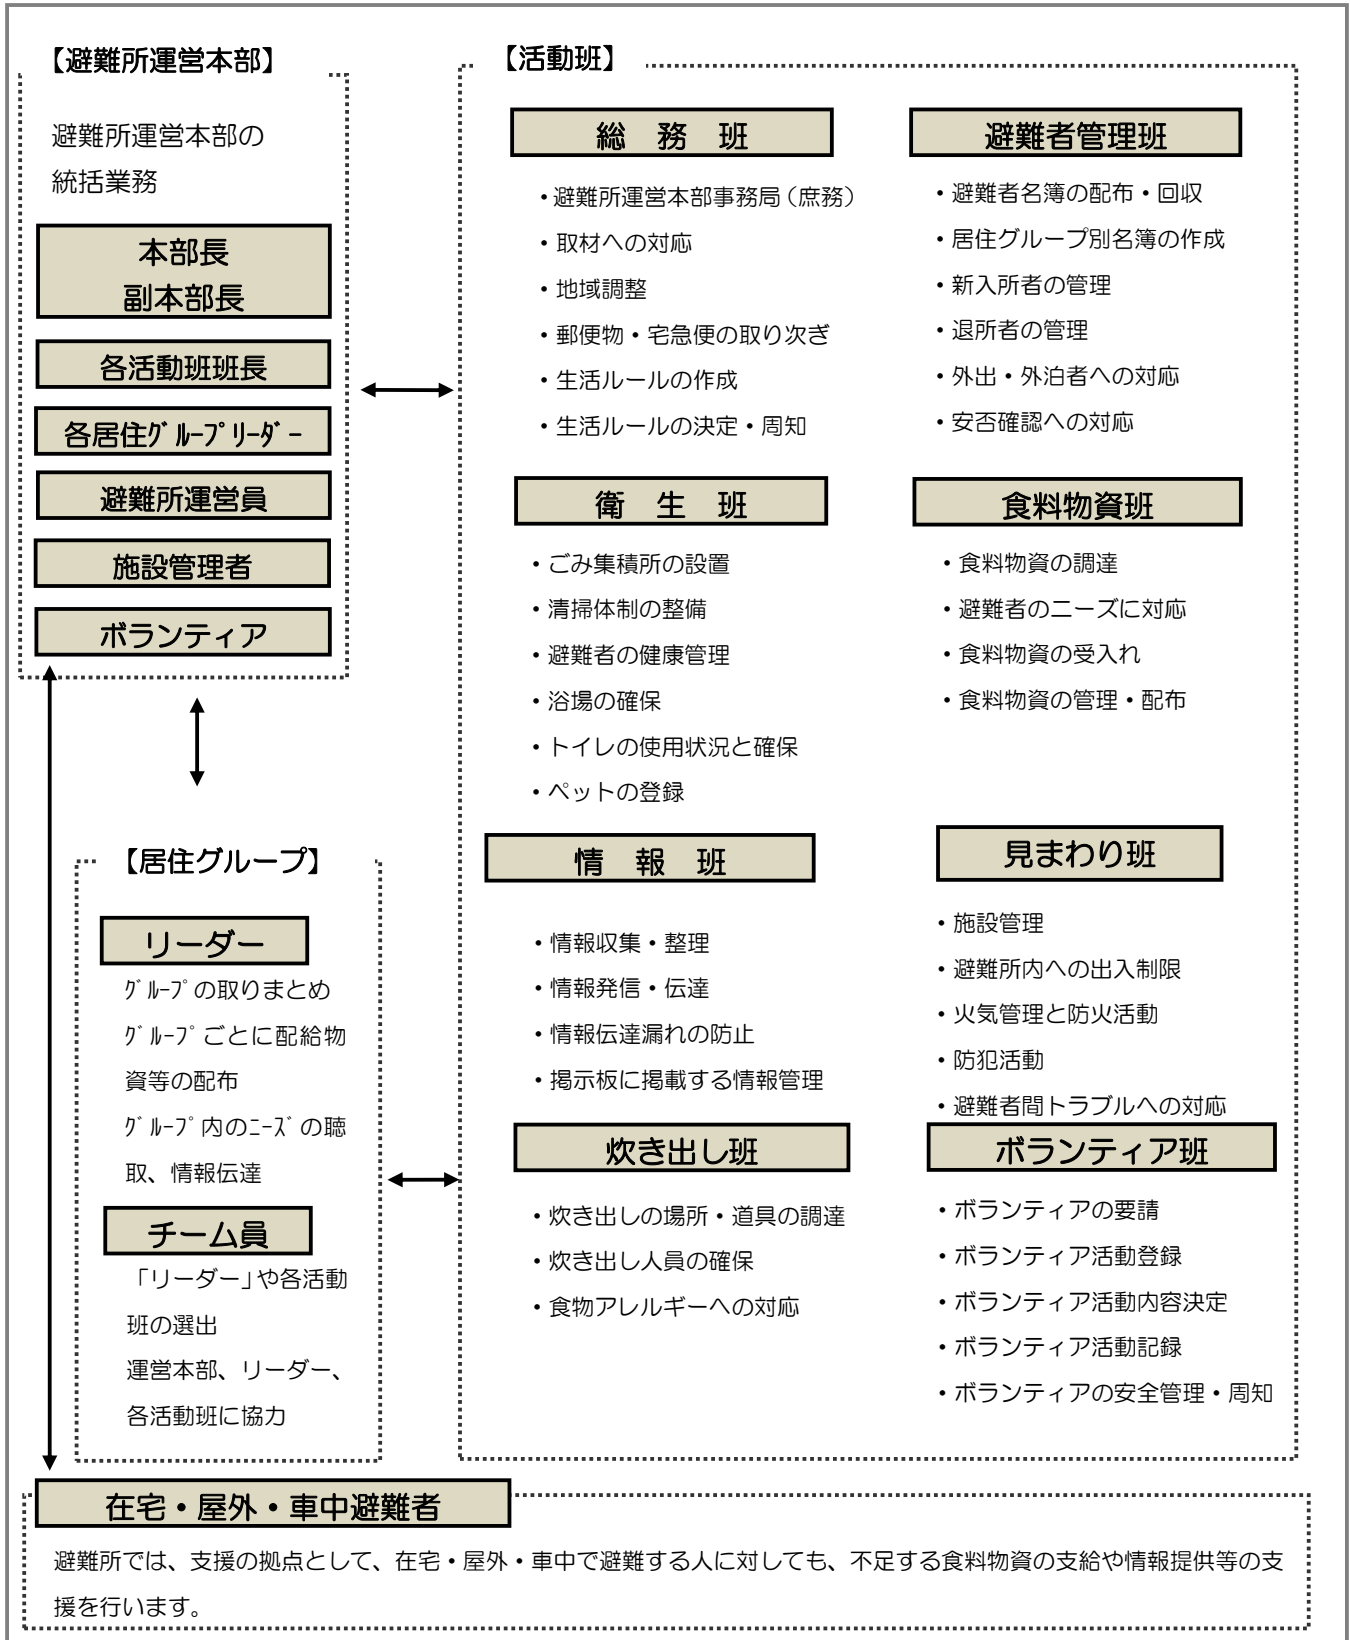 【避難所運営本部】
避難所運営本部の
統括業務
本部長
副本部長
各活動班班長
各居住ｸﾞﾙｰﾌﾟﾘｰﾀﾞｰ
避難所運営員
施設管理者
ボランティア
【居住グループ】
リーダー
ｸﾞﾙｰﾌﾟの取りまとめ
ｸﾞﾙｰﾌﾟごとに配給物
資等の配布
ｸﾞﾙｰﾌﾟ内のﾆｰｽﾞの聴
取、情報伝達
チーム員
「リーダー」や各活動
班の選出
運営本部、リーダー、
各活動班に協力
【活動班】
総　務　班
・避難所運営本部事務局（庶務）
・取材への対応
・地域調整
・郵便物・宅急便の取り次ぎ
・生活ルールの作成
・生活ルールの決定・周知
避難者管理班
・避難者名簿の配布・回収
・居住グループ別名簿の作成
・新入所者の管理
・退所者の管理
・外出・外泊者への対応
・安否確認への対応
衛　生　班
・ごみ集積所の設置
・清掃体制の整備
・避難者の健康管理
・浴場の確保
・トイレの使用状況と確保
・ペットの登録
食料物資班
・食料物資の調達
・避難者のニーズに対応
・食料物資の受入れ
・食料物資の管理・配布
情　報　班
・情報収集・整理
・情報発信・伝達
・情報伝達漏れの防止
・掲示板に掲載する情報管理
見まわり班
・施設管理
・避難所内への出入制限
・火気管理と防火活動
・防犯活動
・避難者間トラブルへの対応
炊き出し班
・炊き出しの場所・道具の調達
・炊き出し人員の確保
・食物アレルギーへの対応
ボランティア班
・ボランティアの要請
・ボランティア活動登録
・ボランティア活動内容決定
・ボランティア活動記録
・ボランティアの安全管理・周知
在宅・屋外・車中避難者
避難所では、支援の拠点として、在宅・屋外・車中で避難する人に対しても、不足する食料物資の支給や情報提供等の支
援を行います。